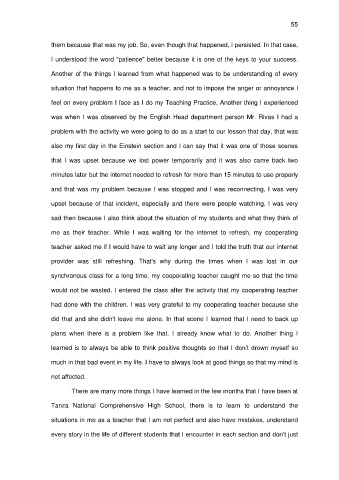 55
them because that was my job. So, even though that happened, I persisted. In that case,
I understood the word "patience" better because it is one of the keys to your success.
Another of the things I learned from what happened was to be understanding of every
situation that happens to me as a teacher, and not to impose the anger or annoyance I
feel on every problem I face as I do my Teaching Practice. Another thing I experienced
was when I was observed by the English Head department person Mr. Rivas I had a
problem with the activity we were going to do as a start to our lesson that day, that was
also my first day in the Einstein section and I can say that it was one of those scenes
that I was upset because we lost power temporarily and it was also came back two
minutes later but the internet needed to refresh for more than 15 minutes to use properly
and that was my problem because I was stopped and I was reconnecting, I was very
upset because of that incident, especially and there were people watching. I was very
sad then because I also think about the situation of my students and what they think of
me as their teacher. While I was waiting for the internet to refresh, my cooperating
teacher asked me if I would have to wait any longer and I told the truth that our internet
provider was still refreshing. That's why during the times when I was lost in our
synchronous class for a long time, my cooperating teacher caught me so that the time
would not be wasted. I entered the class after the activity that my cooperating teacher
had done with the children. I was very grateful to my cooperating teacher because she
did that and she didn't leave me alone. In that scene I learned that I need to back up
plans when there is a problem like that. I already know what to do. Another thing I
learned is to always be able to think positive thoughts so that I don't drown myself so
much in that bad event in my life. I have to always look at good things so that my mind is
not affected.
There are many more things I have learned in the few months that I have been at
Tanza National Comprehensive High School, there is to learn to understand the
situations in me as a teacher that I am not perfect and also have mistakes, understand
every story in the life of different students that I encounter in each section and don't just